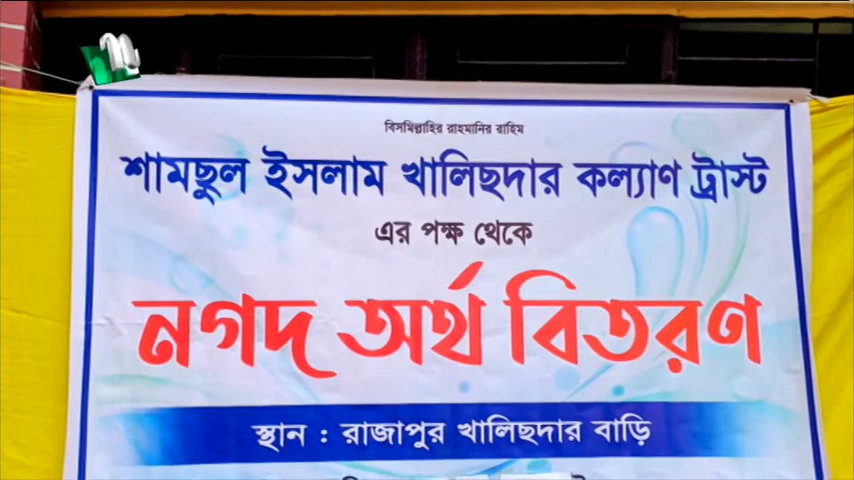 বিসমিল্লাহির রাহমানির রাহিম
শামছুল ইসলাম খালিছদার কল্যাণ ট্রাস্ট
এর পক্ষ থেকে
নগদ অর্থ বিতরণ
স্থান : রাজাপুর খালিছদার বাড়ি